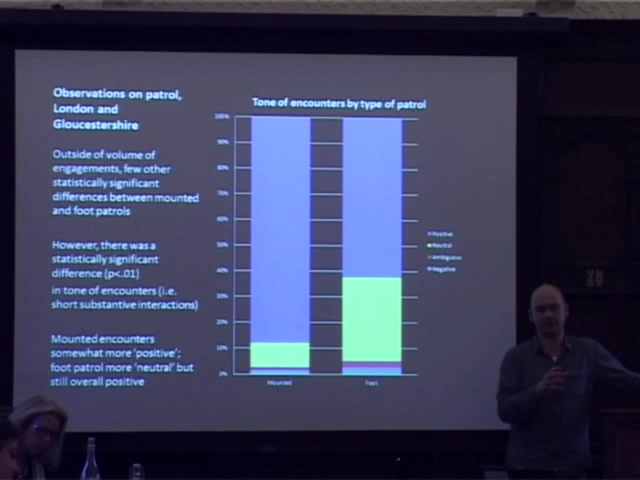 Observations on patrol,
London and
Gloucestershire
Outside of volume of
engagements, few other
statistically significant
differences between mounted
and foot patrols
However, there was a
statistically significant
difference (p<.01)
in tone of encounters (i.e.
short substantive interactions)
Mounted encounters
somewhat more 'positive';
foot patrol more 'neutral' but
still overall positive
Tone of encounters by type of patrol
100%
90%
80%
70%
60%
50%
40%
30%
20%
10%
0%
Mounted
Foot
Positive
Neutral
Ambiguous
Negative